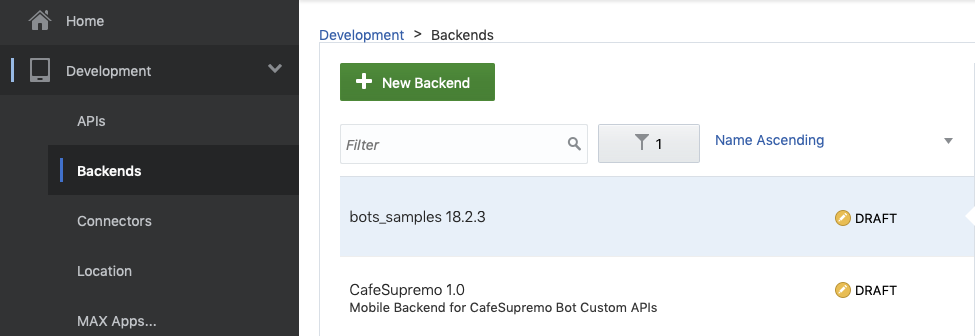 Home
Development
APIs
Backends
Connectors
Location
MAX Apps...
Development > Backends
New Backend
Filter 1 Name Ascending
bots_samples 18.2.3 DRAFT
CafeSupremo 1.0 DRAFT
Mobile Backend for CafeSupremo Bot Custom APIs